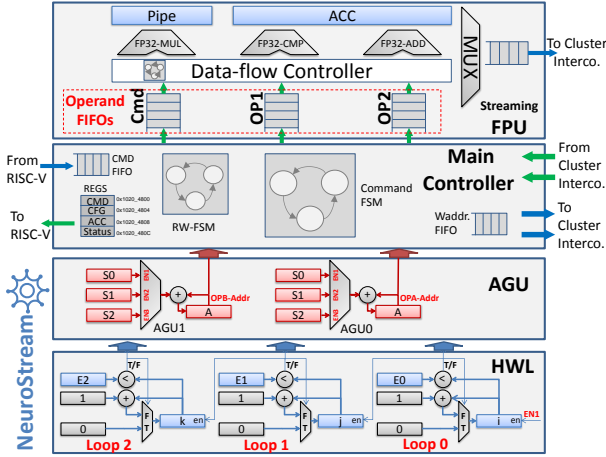 Pipe
ACC
FP32-MUL
FP32-CMP
FP32-ADD
MUX
To Cluster
Interco.
Data-flow Controller
Operand
FIFOs
Cmd
OP1
OP2
Streaming
FPU
From
RISC-V
CMD
FIFO
Main
Controller
From
Cluster
Interco.
REGS
CMD 0x1020_4800
CFG 0x1020_4804
ACC 0x1020_4808
Status 0x1020_480C
To
RISC-V
RW-FSM
Command
FSM
Waddr.
FIFO
To
Cluster
Interco.
NeuroStream
AGU
S0
S1
S2
EN1
EN2
EN3
+
OPB-Addr
A
AGU1
S0
S1
S2
EN1
EN2
EN3
+
OPA-Addr
A
AGU0
HWL
T/F
E2
<
1
+
F
T
0
k
en
Loop 2
T/F
E1
<
1
+
F
T
0
j
en
Loop 1
T/F
E0
<
1
+
F
T
0
i
en
EN1
Loop 0